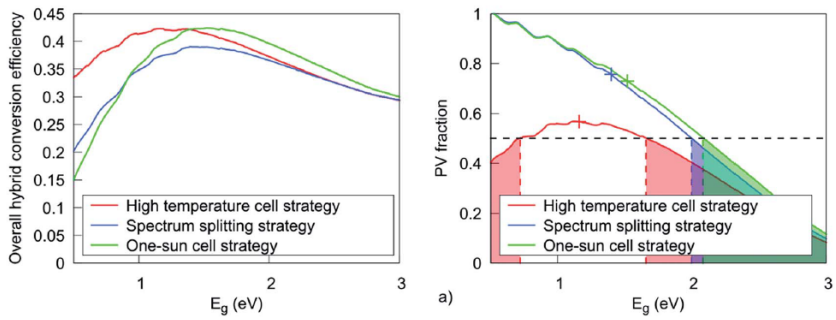 Overall hybrid conversion efficiency
0.45
0.4
0.35
0.3
0.25
0.2
0.15
0.1
0.05
0
High temperature cell strategy
Spectrum splitting strategy
One-sun cell strategy
1
2
3
Eg (eV)
a)
PV fraction
1
0.8
0.6
0.4
0.2
0
High temperature cell strategy
Spectrum splitting strategy
One-sun cell strategy
1
2
3
Eg (eV)